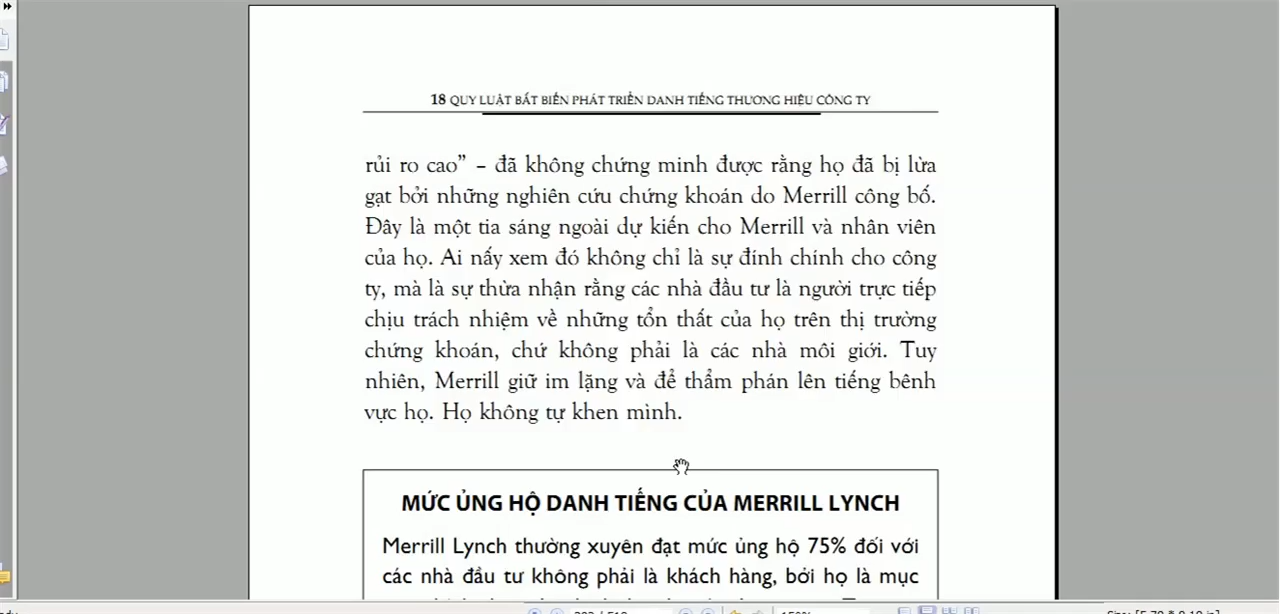 18 QUY LUẬT BẤT BIẾN PHÁT TRIỂN DANH TIẾNG THƯƠNG HIỆU CÔNG TY
rủi ro cao” – đã không chứng minh được rằng họ đã bị lừa
gạt bởi những nghiên cứu chứng khoán do Merrill công bố.
Đây là một tia sáng ngoài dự kiến cho Merrill và nhân viên
của họ. Ai nấy xem đó không chỉ là sự đính chính cho công
ty, mà là sự thừa nhận rằng các nhà đầu tư là người trực tiếp
chịu trách nhiệm về những tổn thất của họ trên thị trường
chứng khoán, chứ không phải là các nhà môi giới. Tuy
nhiên, Merrill giữ im lặng và để thẩm phán lên tiếng bênh
vực họ. Họ không tự khen mình.
MỨC ỦNG HỘ DANH TIẾNG CỦA MERRILL LYNCH
Merrill Lynch thường xuyên đạt mức ủng hộ 75% đối với
các nhà đầu tư không phải là khách hàng, bởi họ là mục